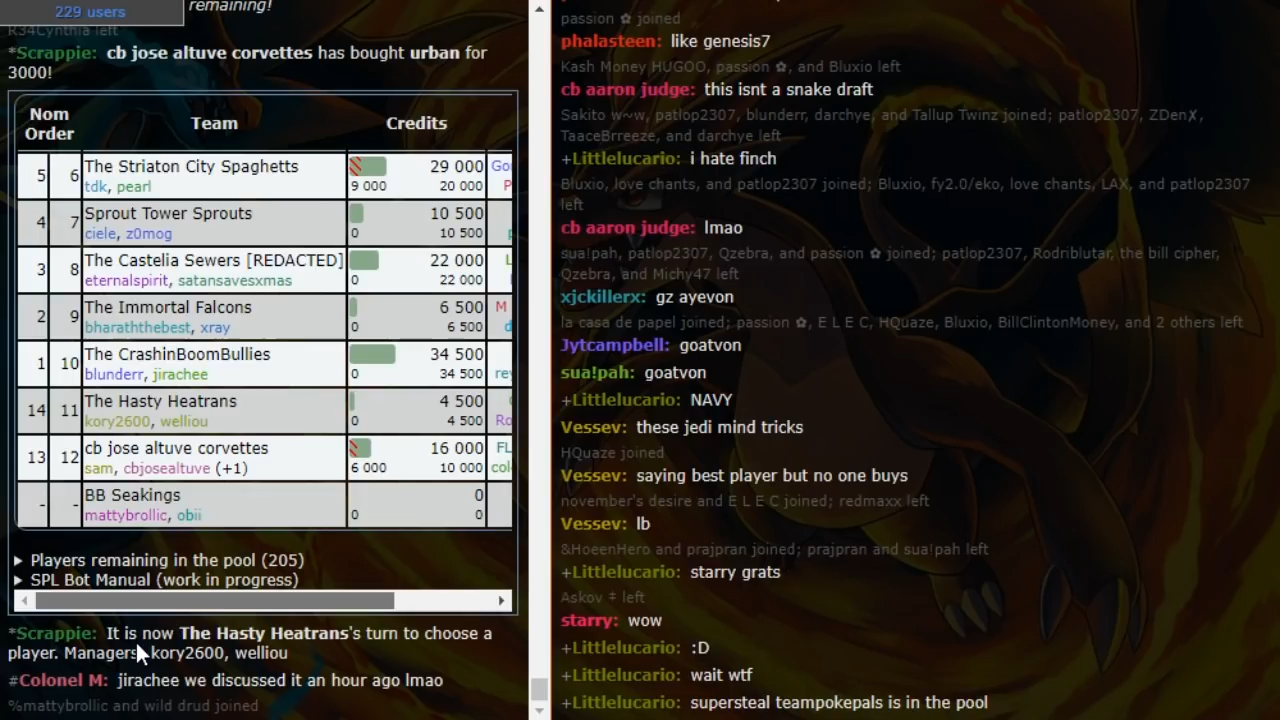 229 users
remaining!
R34Cynthia left
*Scrappie: cb jose altuve corvettes has bought urban for
3000!
Nom Order Team Credits
5 6 The Striaton City Spaghetts 29 000
tdk, pearl 9 000 20 000 P
4 7 Sprout Tower Sprouts 10 500
ciele, z0mog 0 10 500
3 8 The Castelia Sewers [REDACTED] 22 000 L
eternalspirit, satansavesxmas 0 22 000
2 9 The Immortal Falcons 6 500 M
bharaththebest, xray 0 6 500 d
1 10 The CrashinBoomBullies 34 500
blunderr, jirachee 0 34 500 rey
14 11 The Hasty Heatrans 4 500
kory2600, welliou 0 4 500 Ro
13 12 cb jose altuve corvettes 16 000 FL
sam, cbjosealtuve (+1) 6 000 10 000 col
- - BB Seakings 0
mattybrollic, obii 0 0
Players remaining in the pool (205)
SPL Bot Manual (work in progress)
*Scrappie: It is now The Hasty Heatrans's turn to choose a
player. Managers kory2600, welliou
#Colonel M: jirachee we discussed it an hour ago lmao
%mattybrollic and wild drud joined
passion ✿ joined
phalasteen: like genesis7
Kash Money HUGOO, passion ✿, and Bluxio left
cb aaron judge: this isnt a snake draft
Sakito w~w, patlop2307, blunderr, darchye, and Tallup Twinz joined; patlop2307, ZDen✗,
TaaceBrreeze, and darchye left
+Littlelucario: i hate finch
Bluxio, love chants, and patlop2307 joined; Bluxio, fy2.0/eko, love chants, LAX, and patlop2307
left
cb aaron judge: lmao
sua!pah, patlop2307, Qzebra, and passion ✿ joined; patlop2307, Rodriblutar, the bill cipher,
Qzebra, and Michy47 left
xjckillerx: gz ayevon
la casa de papel joined; passion ✿, E L E C, HQuaze, Bluxio, BillClintonMoney, and 2 others left
Jytcampbell: goatvon
sua!pah: goatvon
+Littlelucario: NAVY
Vessev: these jedi mind tricks
HQuaze joined
Vessev: saying best player but no one buys
november's desire and E L E C joined; redmaxx left
Vessev: lb
&HoeenHero and prajpran joined; prajpran and sua!pah left
+Littlelucario: starry grats
Askov ‡ left
starry: wow
+Littlelucario: :D
+Littlelucario: wait wtf
+Littlelucario: supersteal teampokepals is in the pool